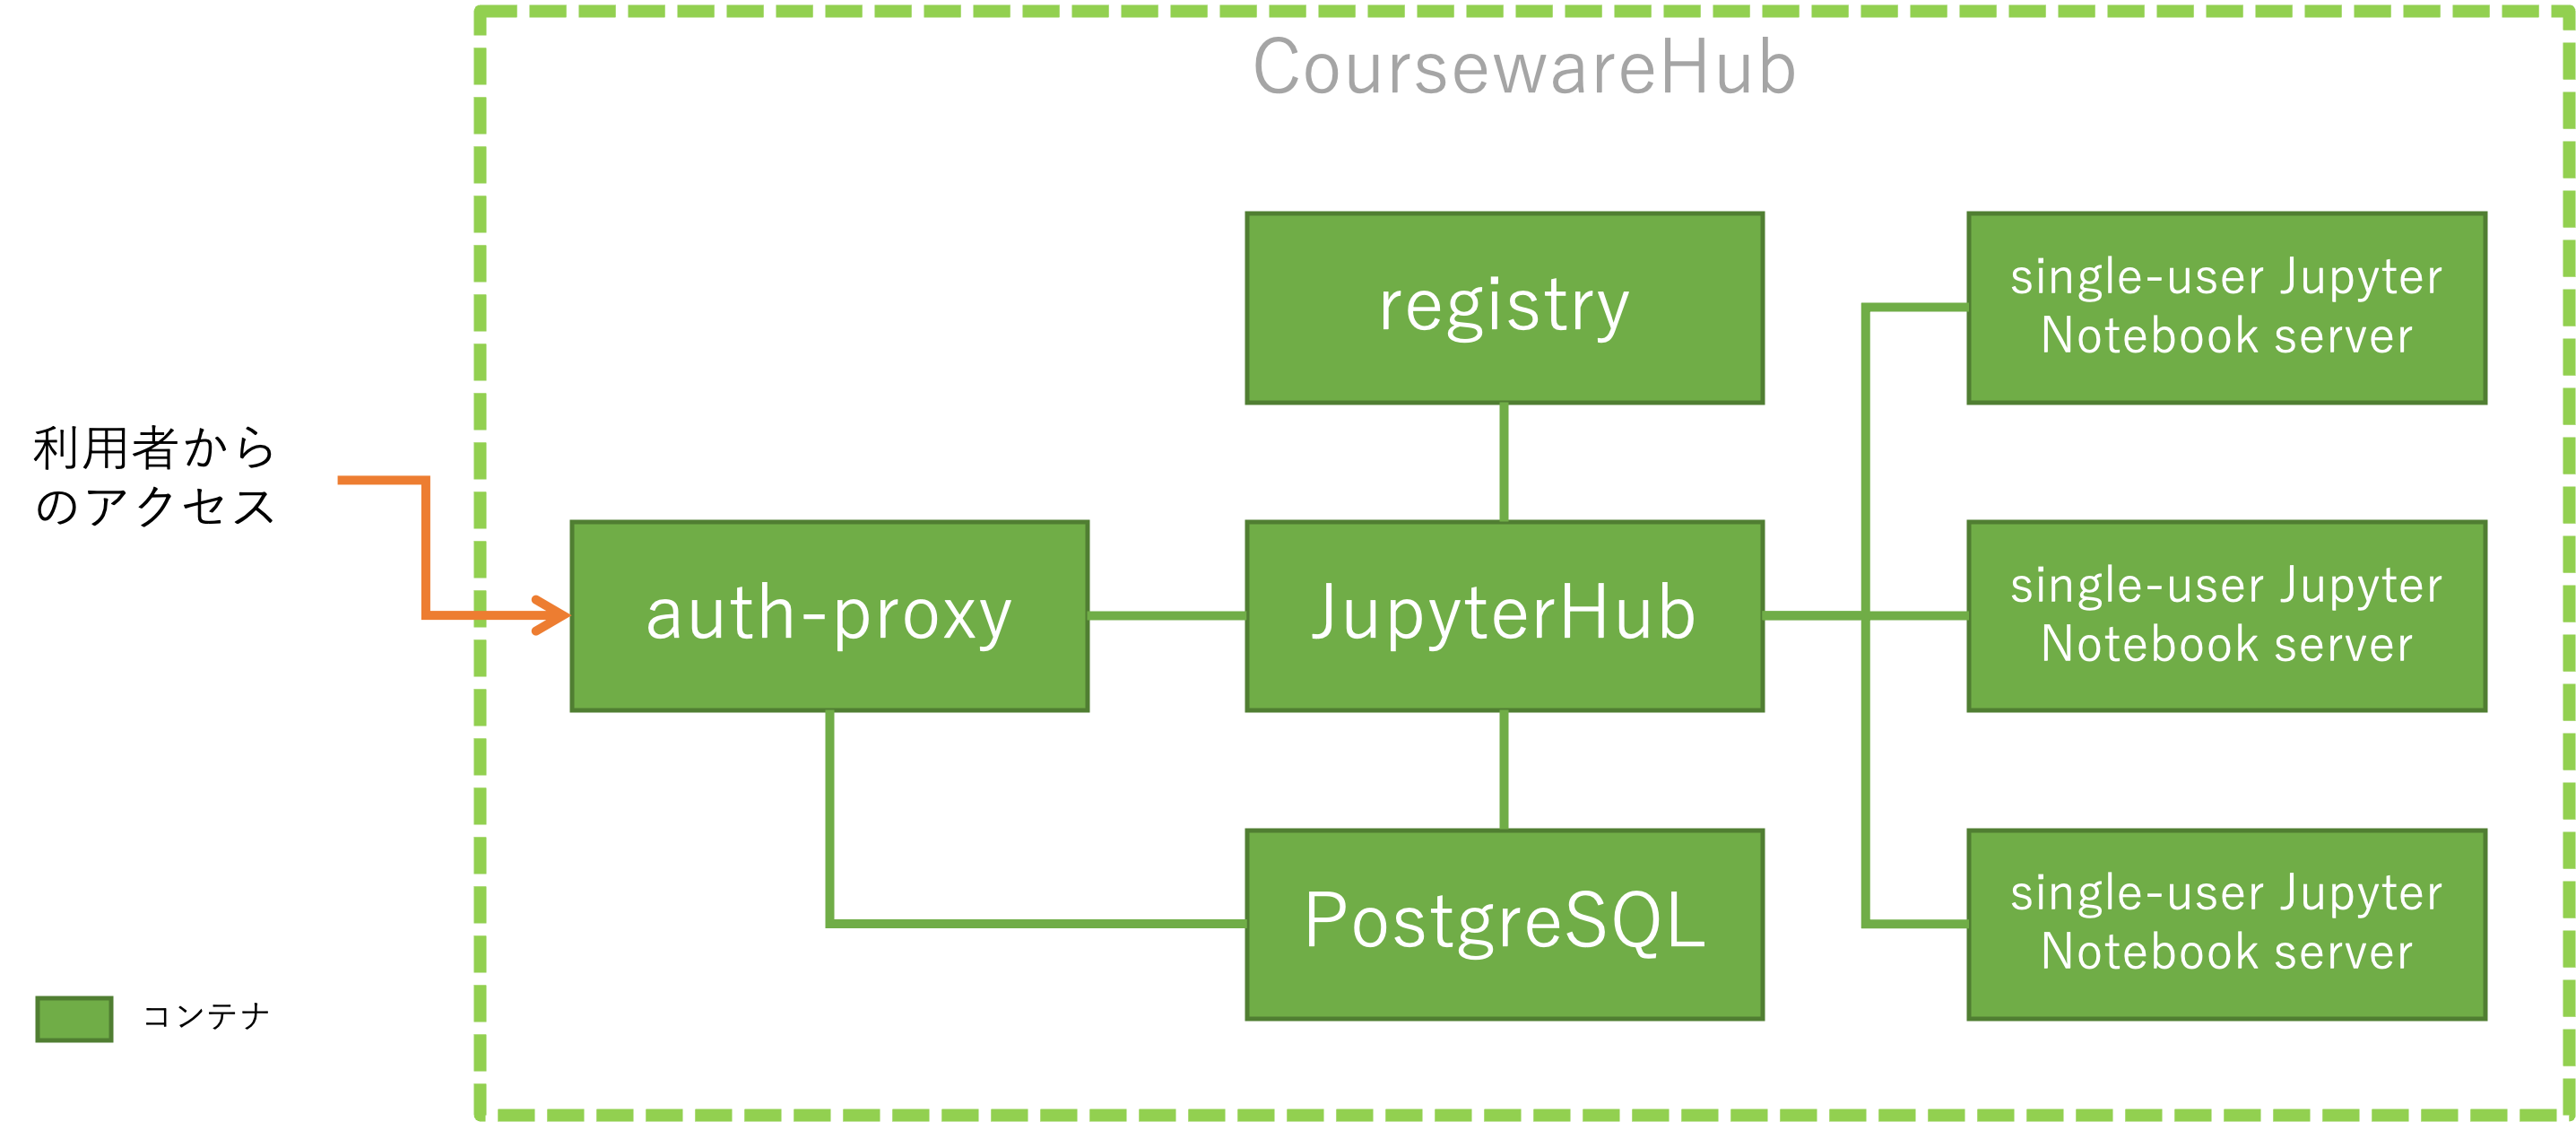 CoursewareHub
利用者から
のアクセス
auth-proxy
registry
JupyterHub
PostgreSQL
single-user Jupyter
Notebook server
single-user Jupyter
Notebook server
single-user Jupyter
Notebook server
コンテナ